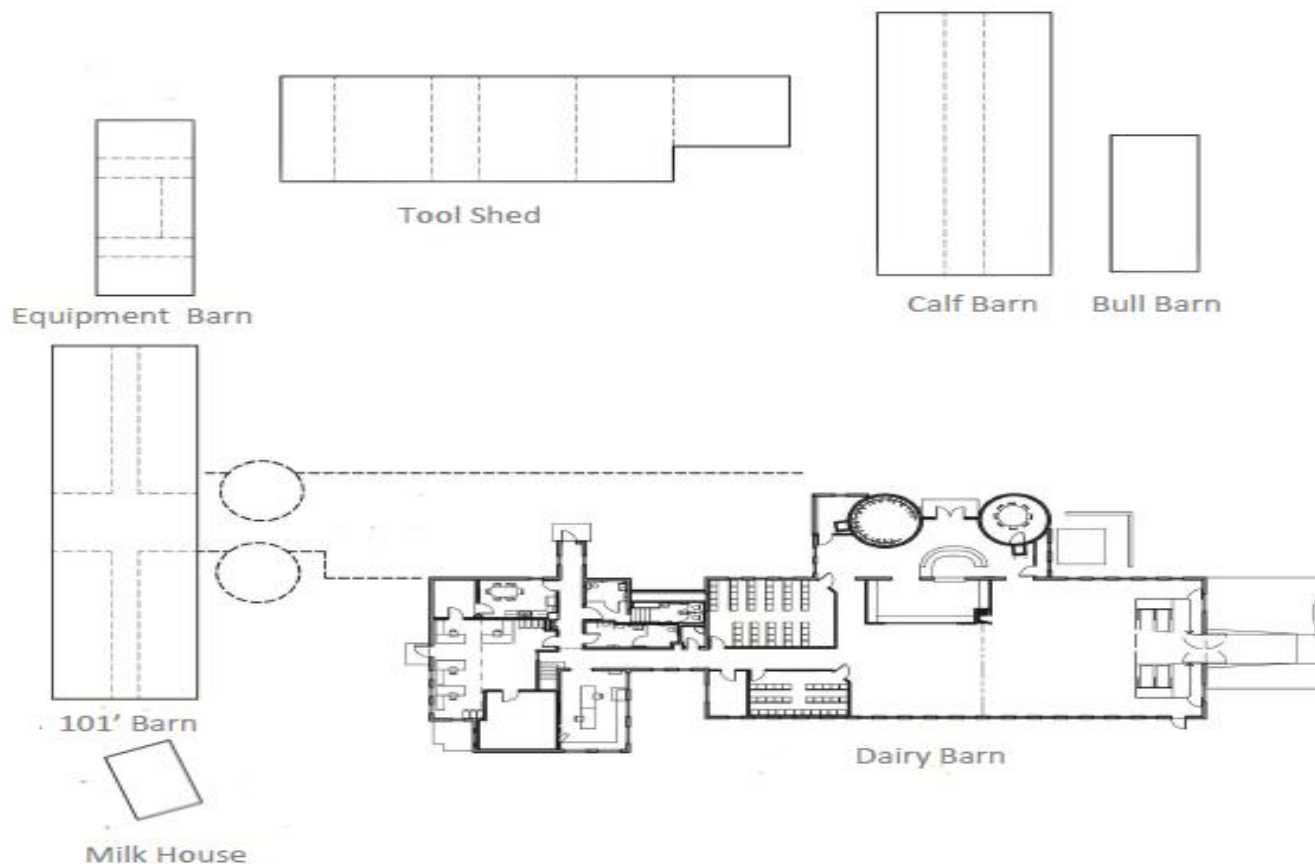 Tool Shed
Calf Barn
Bull Barn
Equipment Barn
101' Barn
Dairy Barn
Milk House